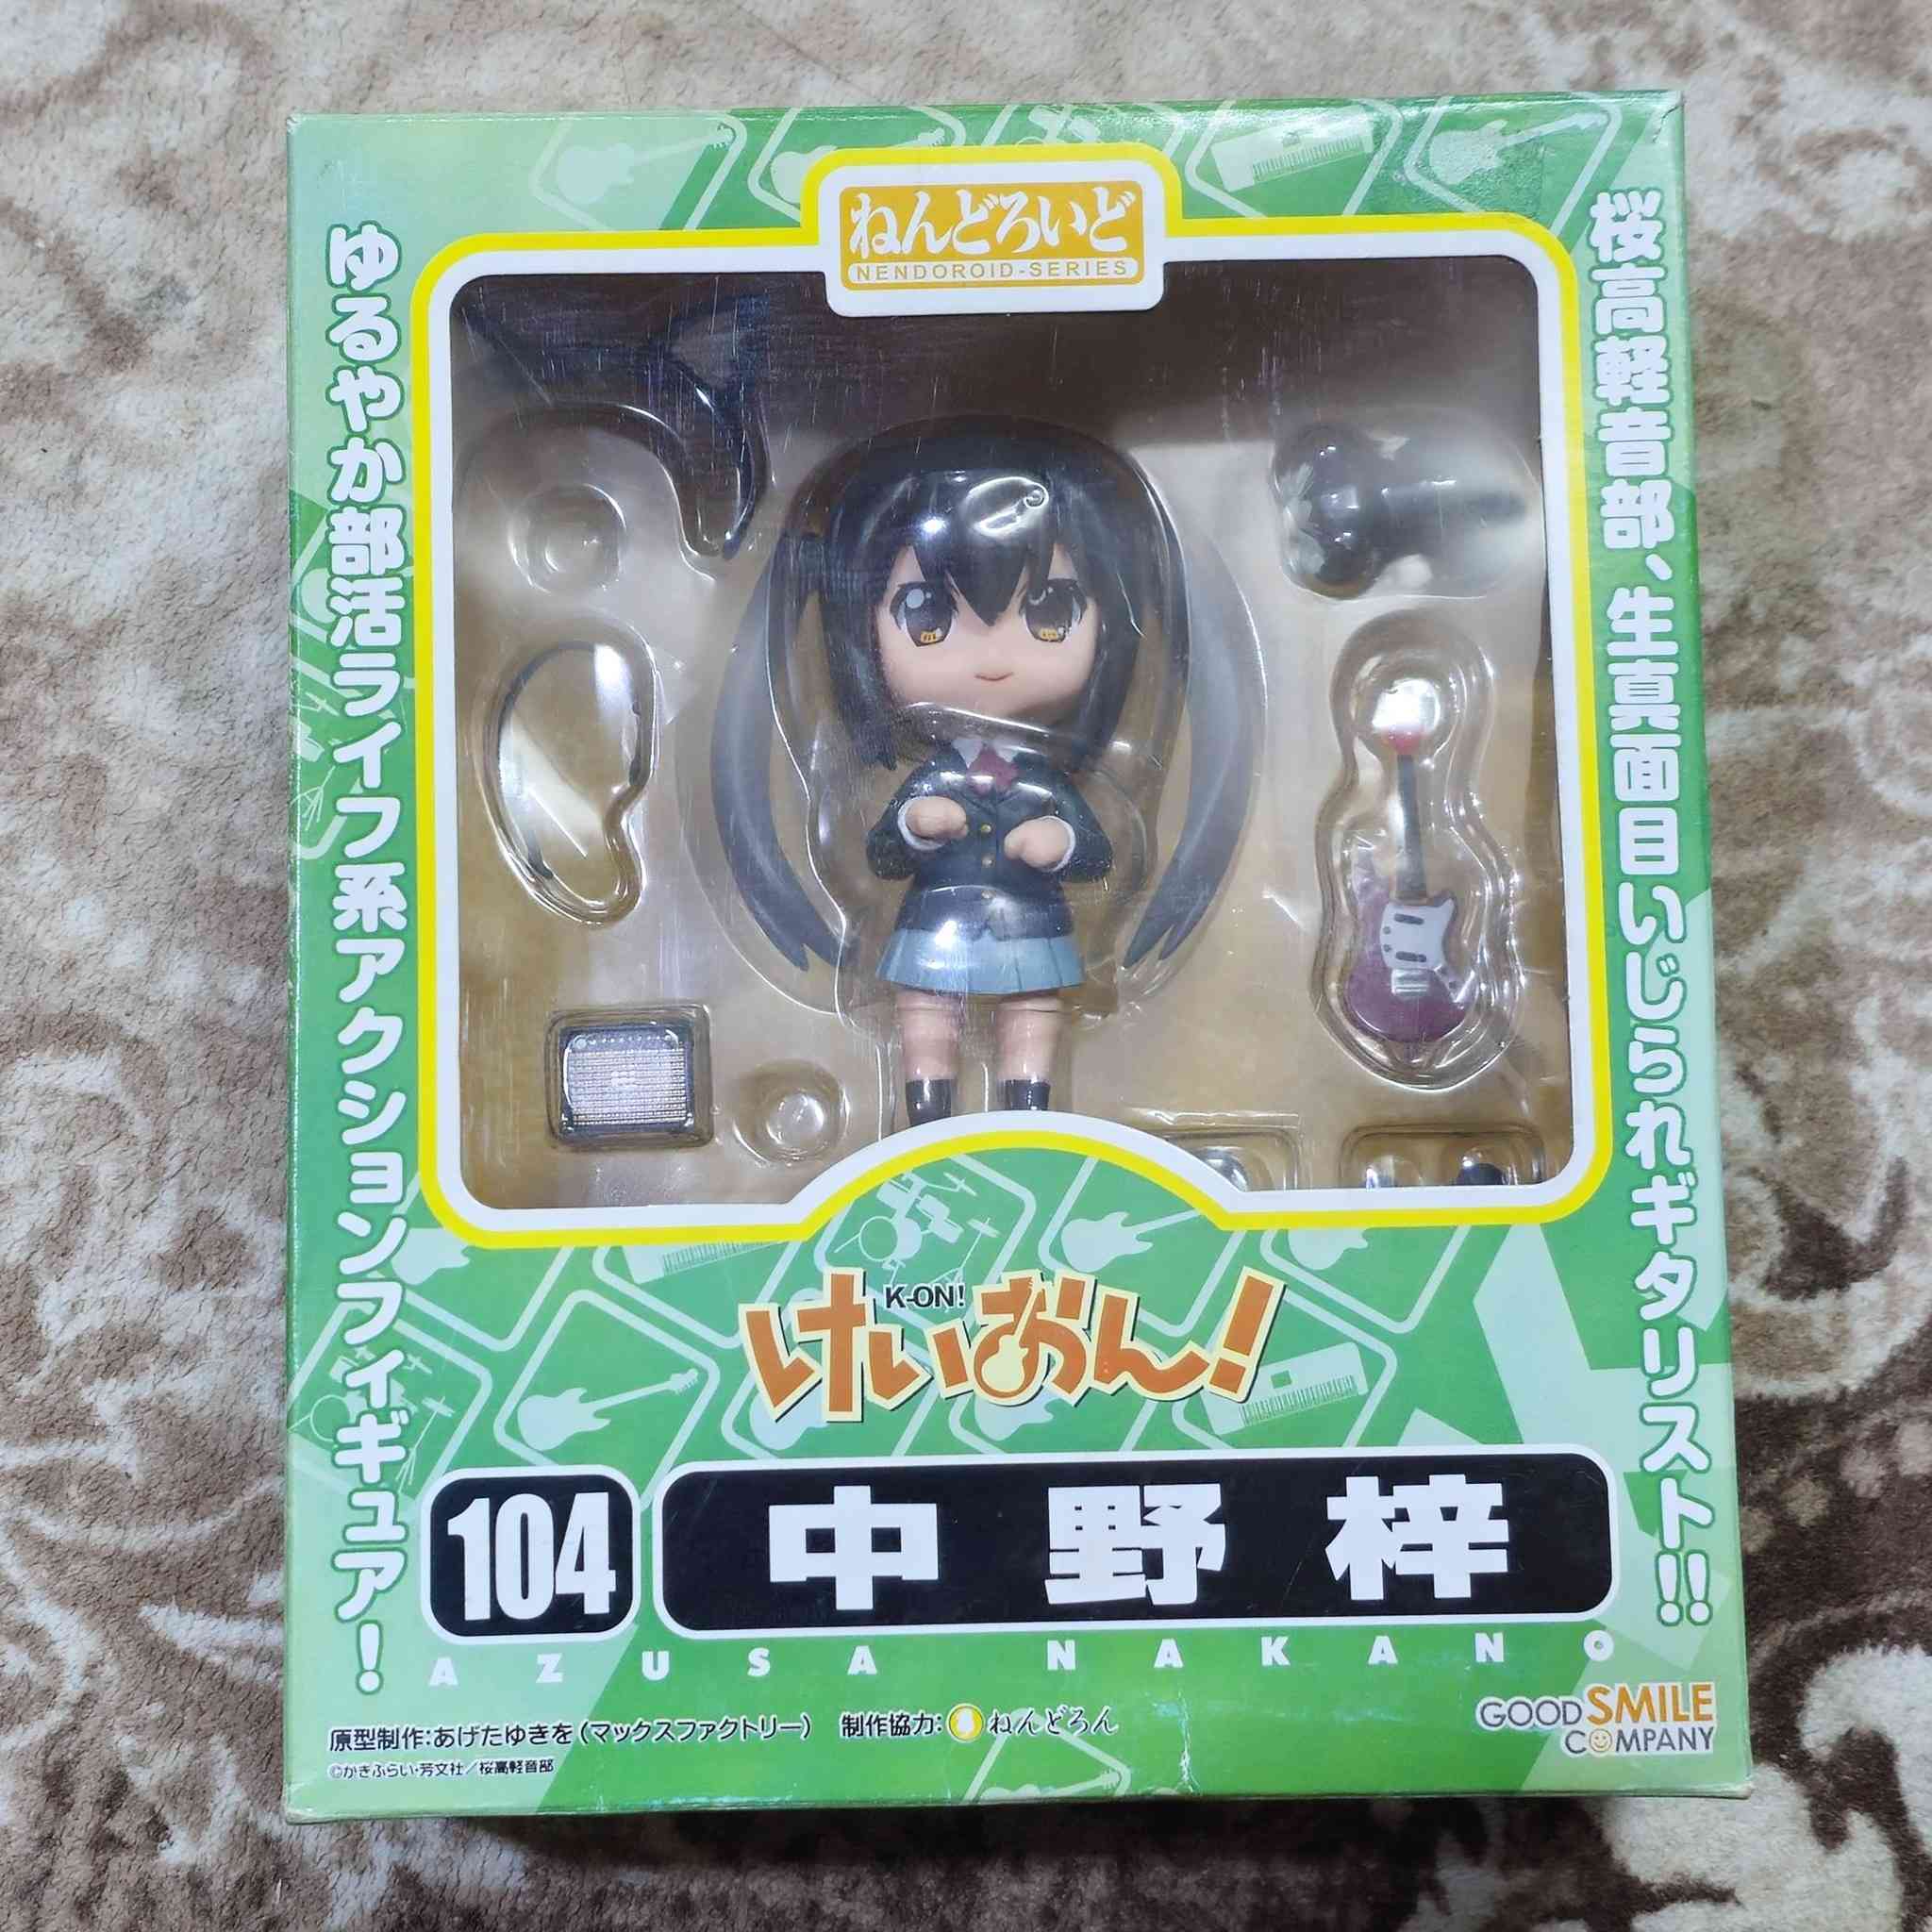 ねんどろいど
NENDOROID-SERIES
桜高軽音部、生真面目いじられギタリスト!!
ゆるやか部活ライフ系アクションフィギュア!
K-ON!
けいおん!
104
中野梓
AZUSA NAKANO
原型制作:あげたゆきを(マックスファクトリー) 制作協力:ねんどろん
©かきふらい・芳文社/桜高軽音部
GOOD SMILE
COMPANY